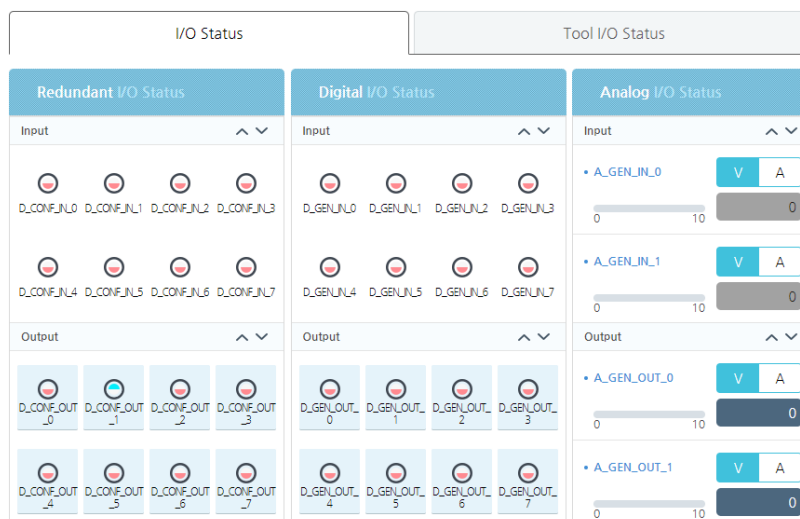 I/O Status
Tool I/O Status
Redundant I/O Status
Input
D_CONF_IN_0 D_CONF_IN_1 D_CONF_IN_2 D_CONF_IN_3
D_CONF_IN_4 D_CONF_IN_5 D_CONF_IN_6 D_CONF_IN_7
Output
D_CONF_OUT_0 D_CONF_OUT_1 D_CONF_OUT_2 D_CONF_OUT_3
D_CONF_OUT_4 D_CONF_OUT_5 D_CONF_OUT_6 D_CONF_OUT_7
Digital I/O Status
Input
D_GEN_IN_0 D_GEN_IN_1 D_GEN_IN_2 D_GEN_IN_3
D_GEN_IN_4 D_GEN_IN_5 D_GEN_IN_6 D_GEN_IN_7
Output
D_GEN_OUT_0 D_GEN_OUT_1 D_GEN_OUT_2 D_GEN_OUT_3
D_GEN_OUT_4 D_GEN_OUT_5 D_GEN_OUT_6 D_GEN_OUT_7
Analog I/O Status
Input
• A_GEN_IN_0 V A
0 10 0
• A_GEN_IN_1 V A
0 10 0
Output
• A_GEN_OUT_0 V A
0 10 0
• A_GEN_OUT_1 V A
0 10 0